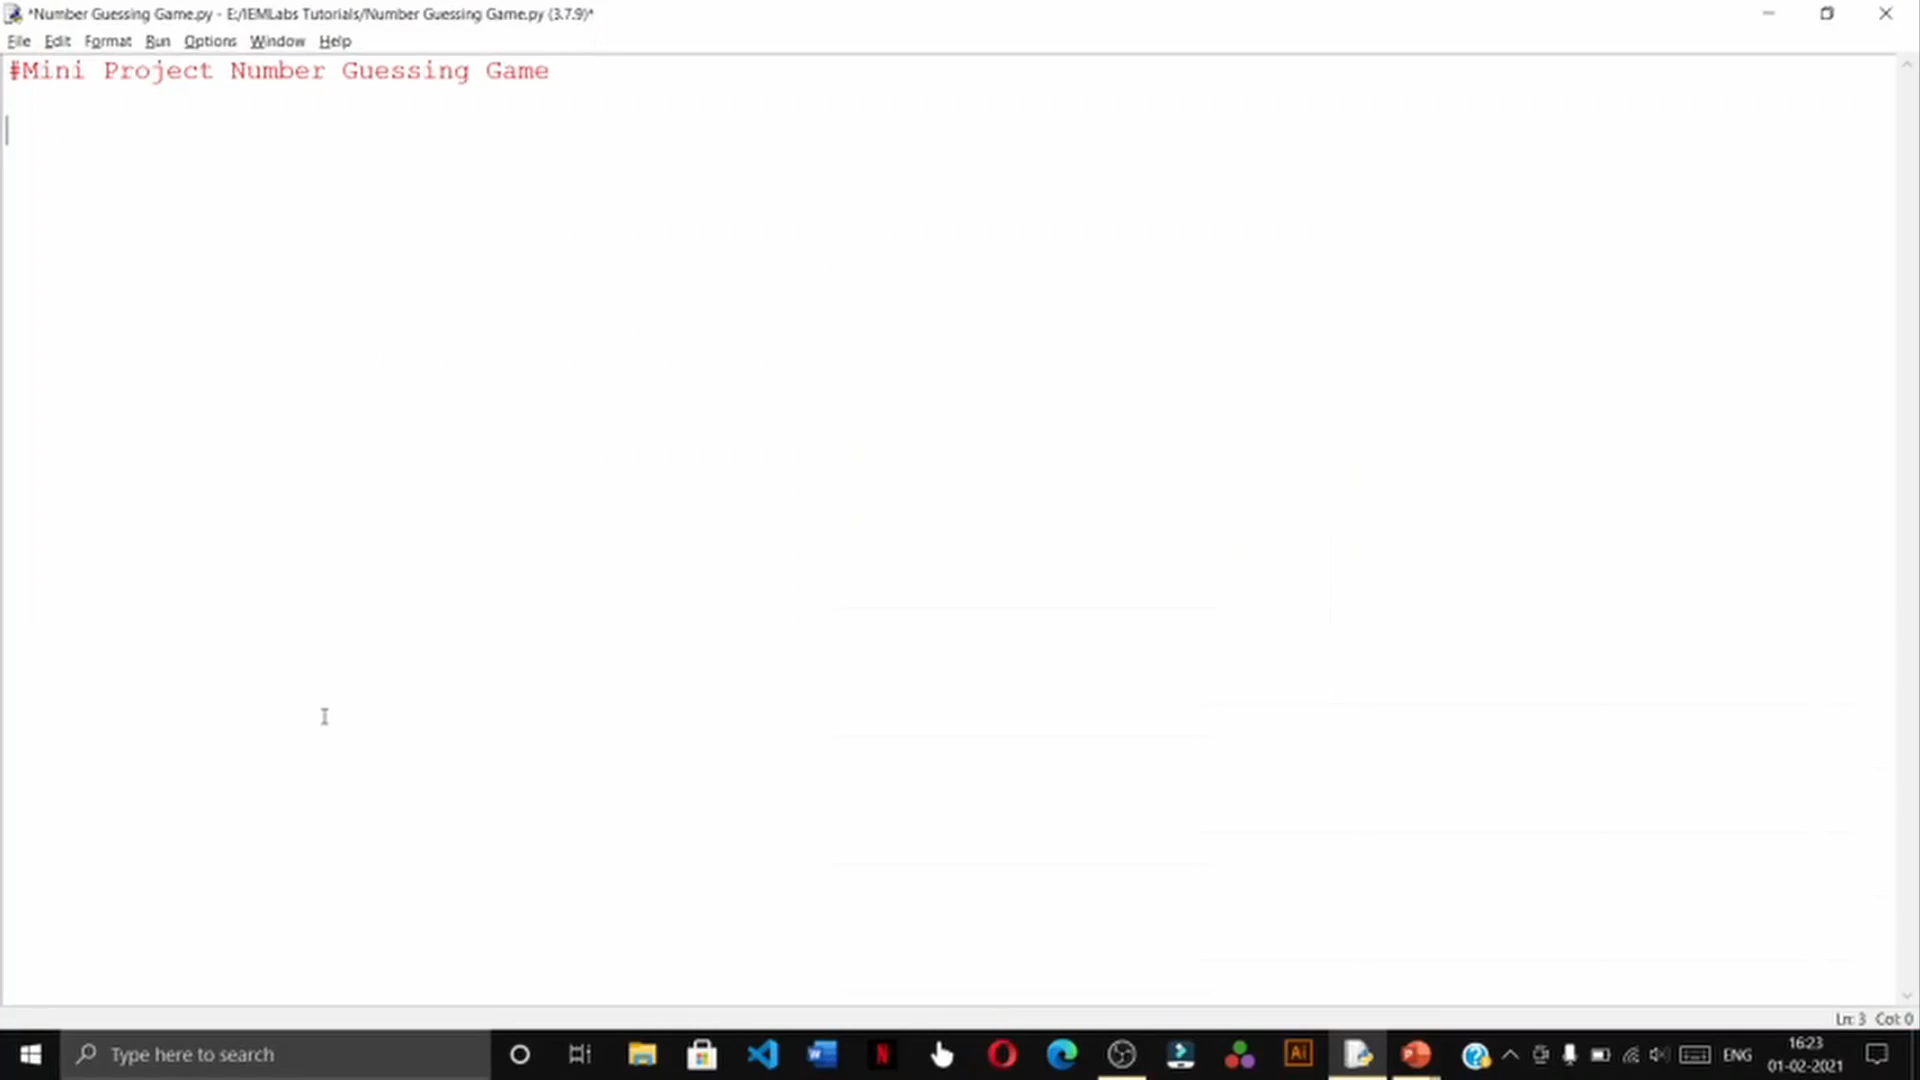 *Number Guessing Game.py - E:/IEMLabs Tutorials/Number Guessing Game.py (3.7.9)*
File Edit Format Run Options Window Help
#Mini Project Number Guessing Game
Ln: 3 Col: 0
Type here to search
N
Ai
ENG
16:23
01-02-2021